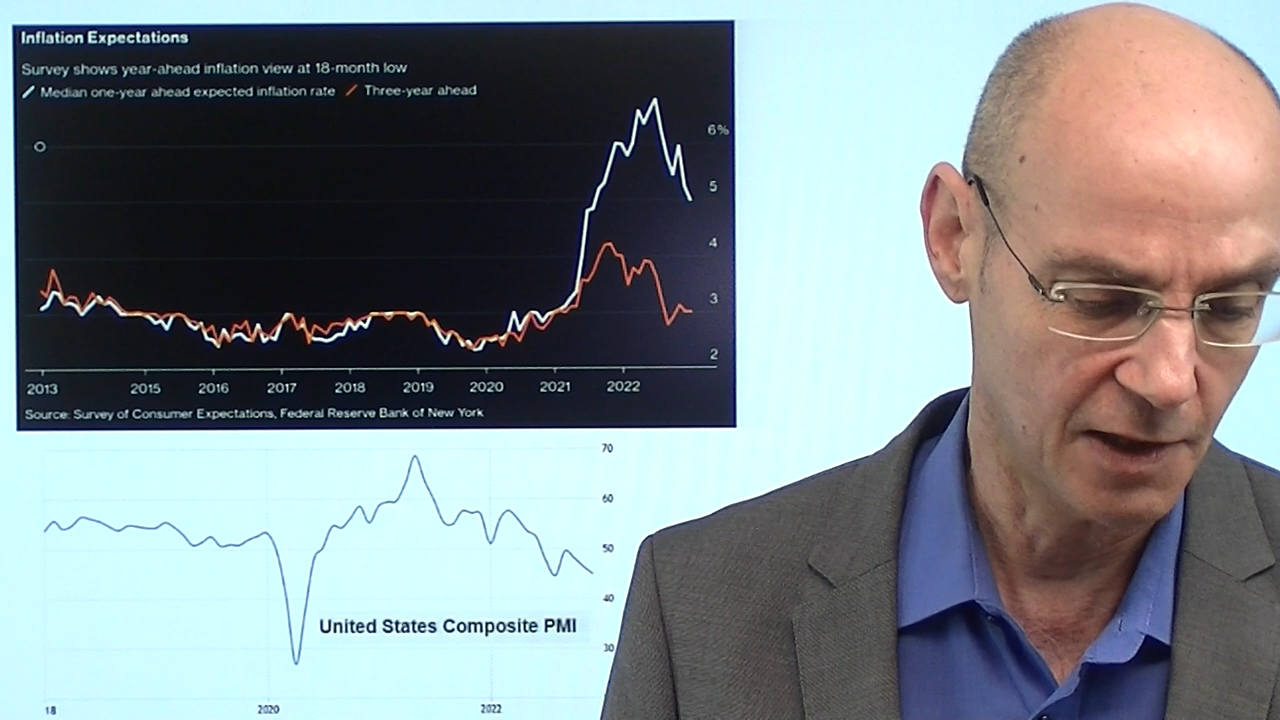 Inflation Expectations
Survey shows year-ahead inflation view at 18-month low
Median one-year ahead expected inflation rate Three-year ahead
6%
5
4
3
2
2013 2015 2016 2017 2018 2019 2020 2021 2022
Source: Survey of Consumer Expectations, Federal Reserve Bank of New York
70
60
50
40
United States Composite PMI
30
18 2020 2022